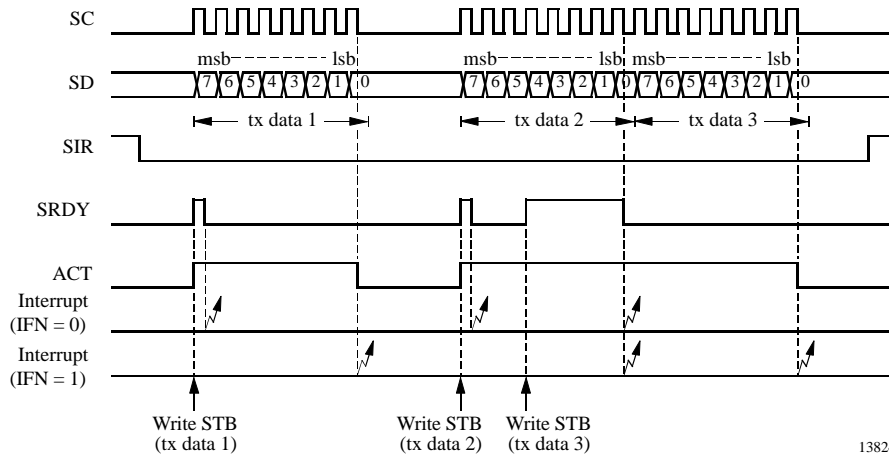 SC
msb lsb msb lsb msb lsb
SD 7 6 5 4 3 2 1 0 7 6 5 4 3 2 1 0 7 6 5 4 3 2 1 0
tx data 1 tx data 2 tx data 3
SIR
SRDY
ACT
Interrupt
(IFN = 0)
Interrupt
(IFN = 1)
Write STB Write STB Write STB
(tx data 1) (tx data 2) (tx data 3)
1382